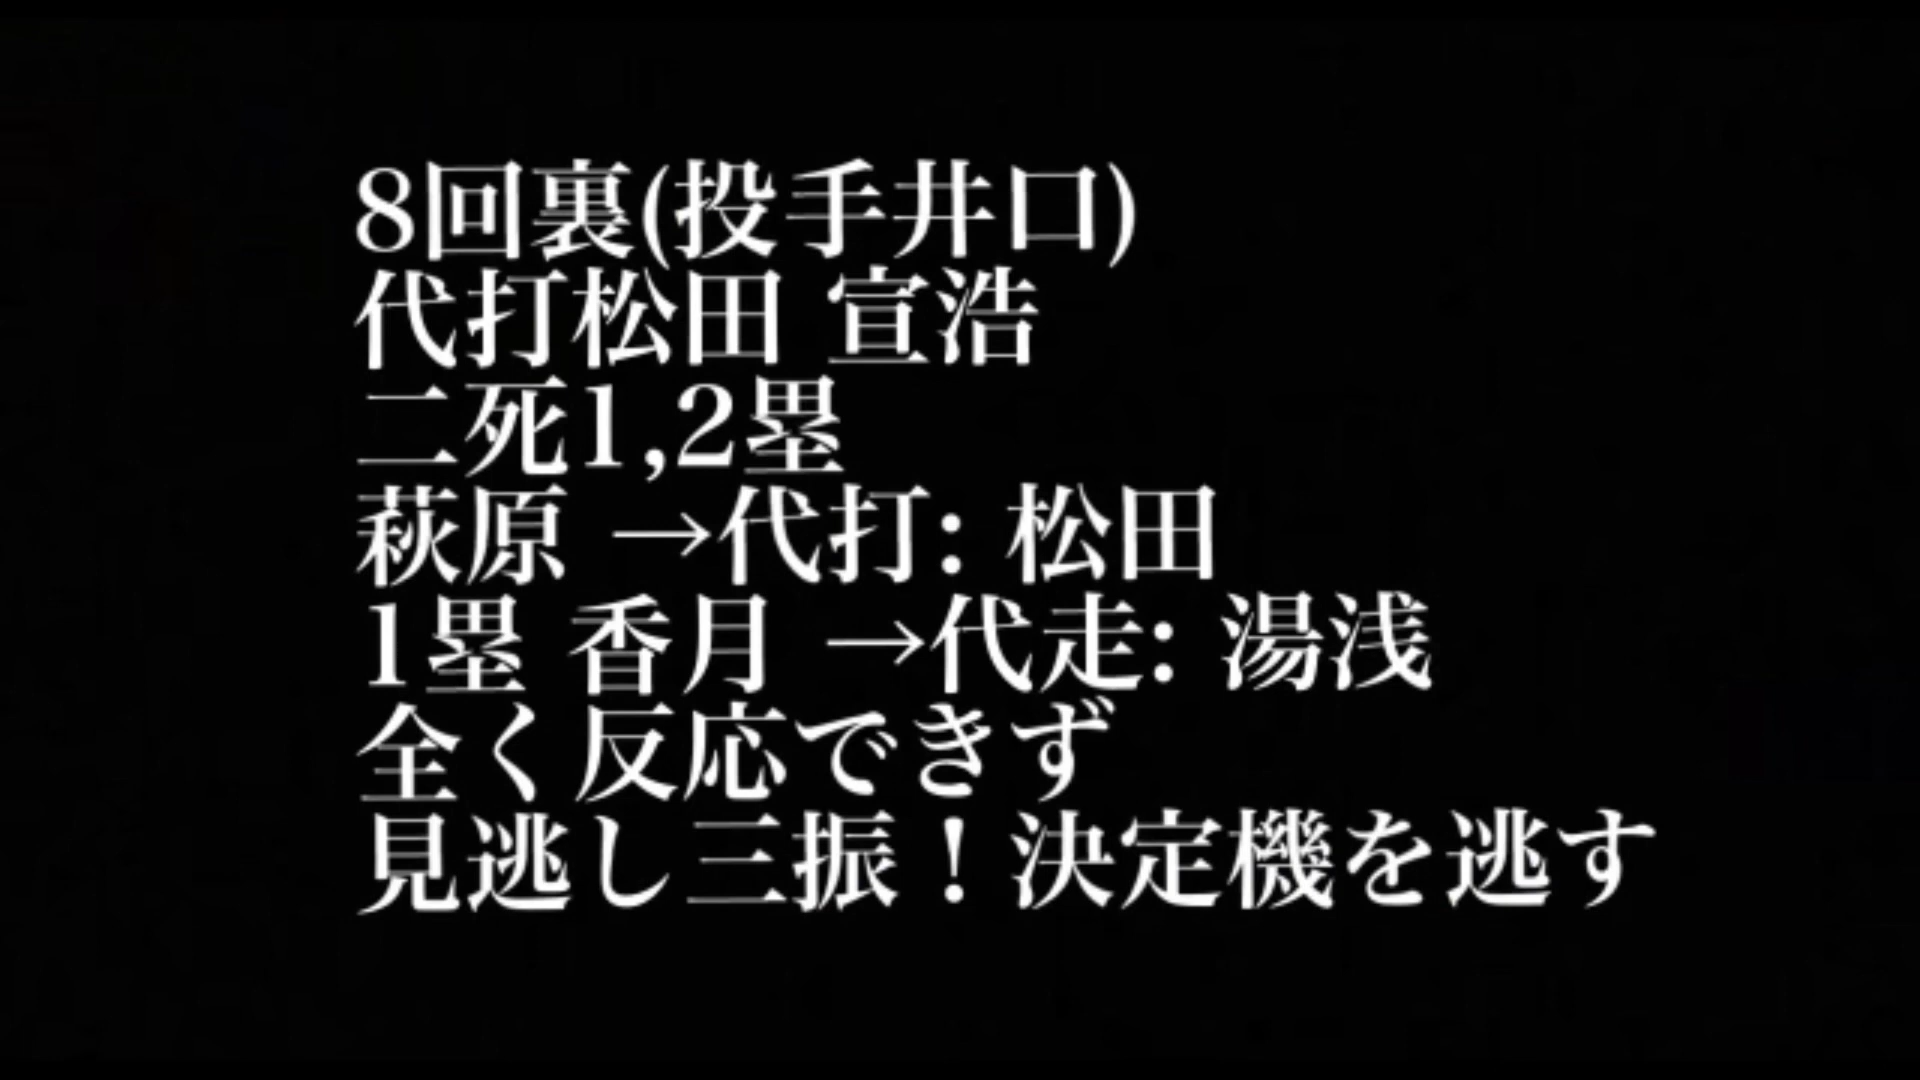 8回裏(投手井口)
代打松田 宣浩
二死1,2塁
萩原 →代打: 松田
1塁 香月 →代走: 湯浅
全く反応できず
見逃し三振！決定機を逃す